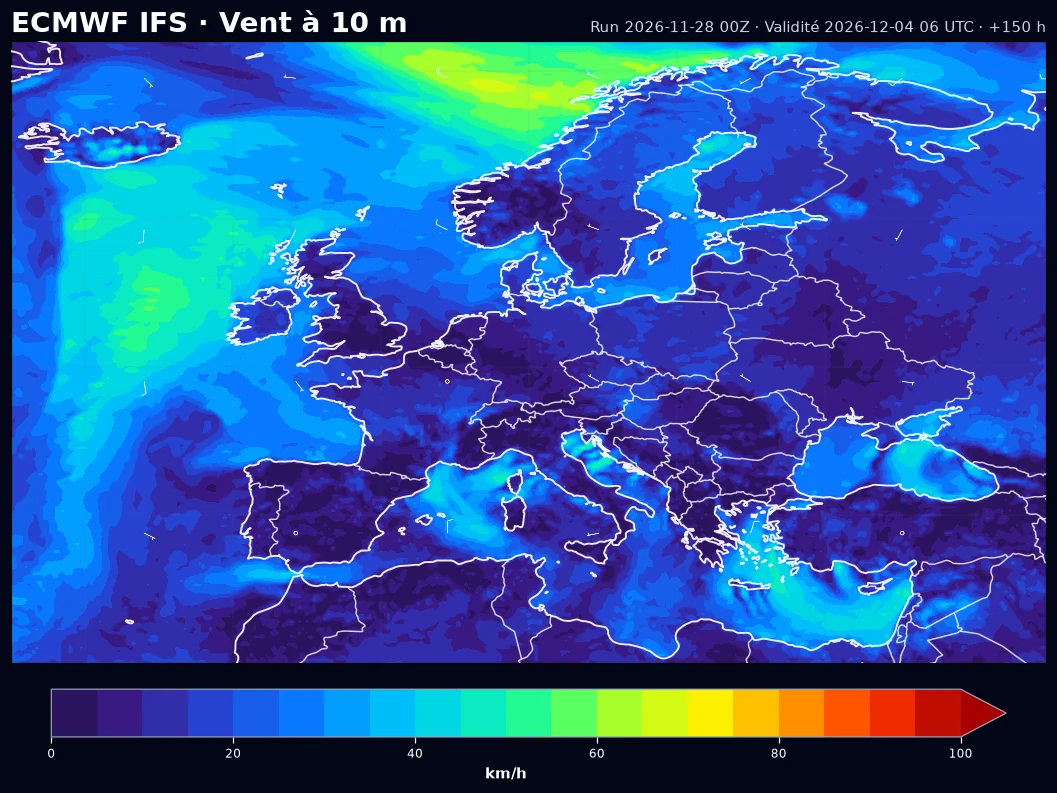 ECMWF IFS · Vent à 10 m
Run 2026-11-28 00Z · Validité 2026-12-04 06 UTC · +150 h
0 20 40 60 80 100
km/h